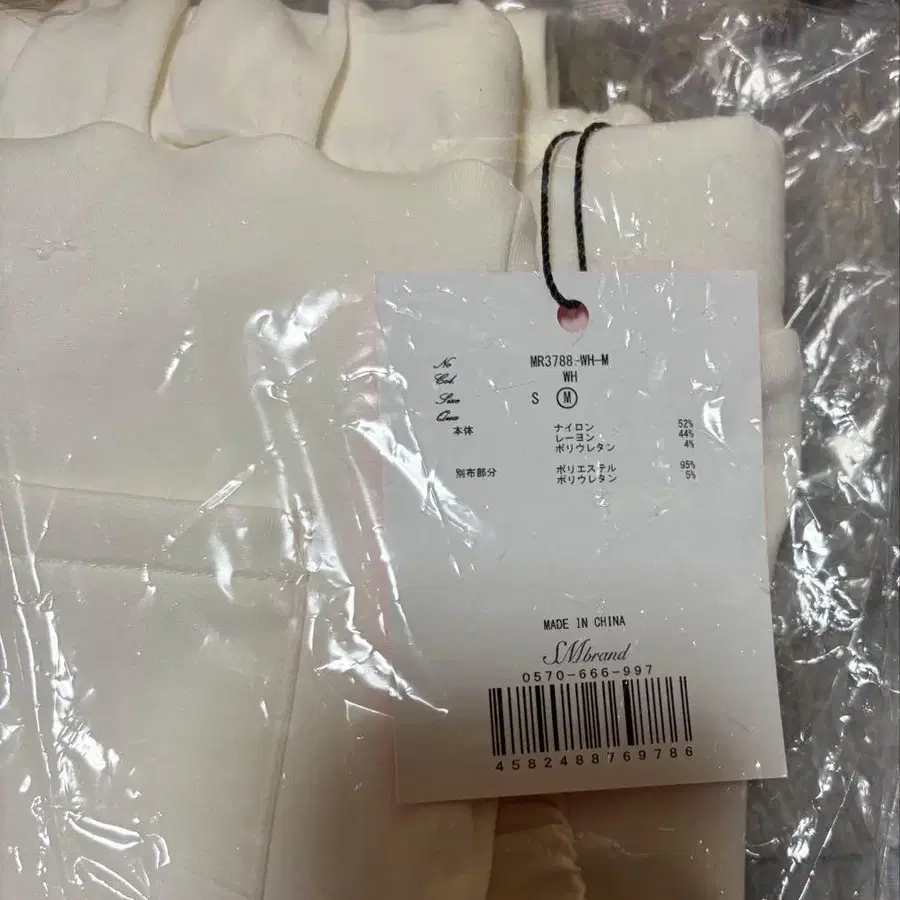 No MR3788-WH-M
Col. WH
Size S M
Qua
本体 ナイロン 52%
レーヨン 44%
ポリウレタン 4%
別布部分 ポリエステル 95%
ポリウレタン 5%
MADE IN CHINA
SMbrand
0570-666-997
4582488769786